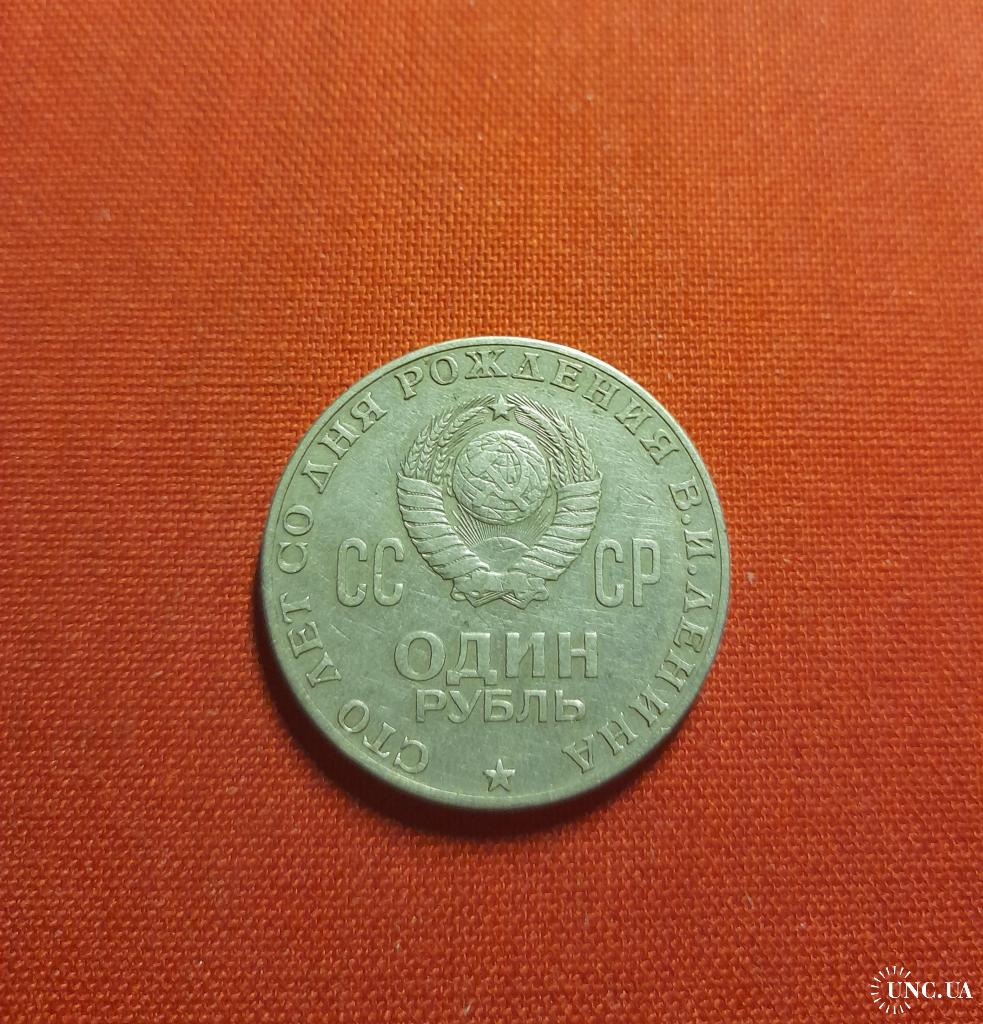 СТО ЛЕТ СО ДНЯ РОЖДЕНИЯ В.И.ЛЕНИНА
СС СР
ОДИН
РУБЛЬ
UNC.UA